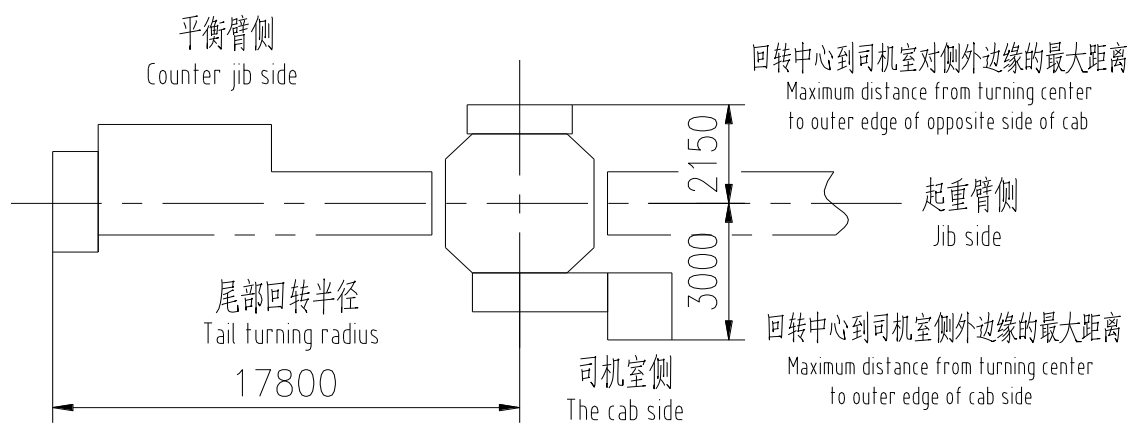 平衡臂侧
Counter jib side
回转中心到司机室对侧外边缘的最大距离
Maximum distance from turning center
to outer edge of opposite side of cab
2150
起重臂侧
Jib side
3000
尾部回转半径
Tail turning radius
17800
回转中心到司机室侧外边缘的最大距离
Maximum distance from turning center
to outer edge of cab side
司机室侧
The cab side